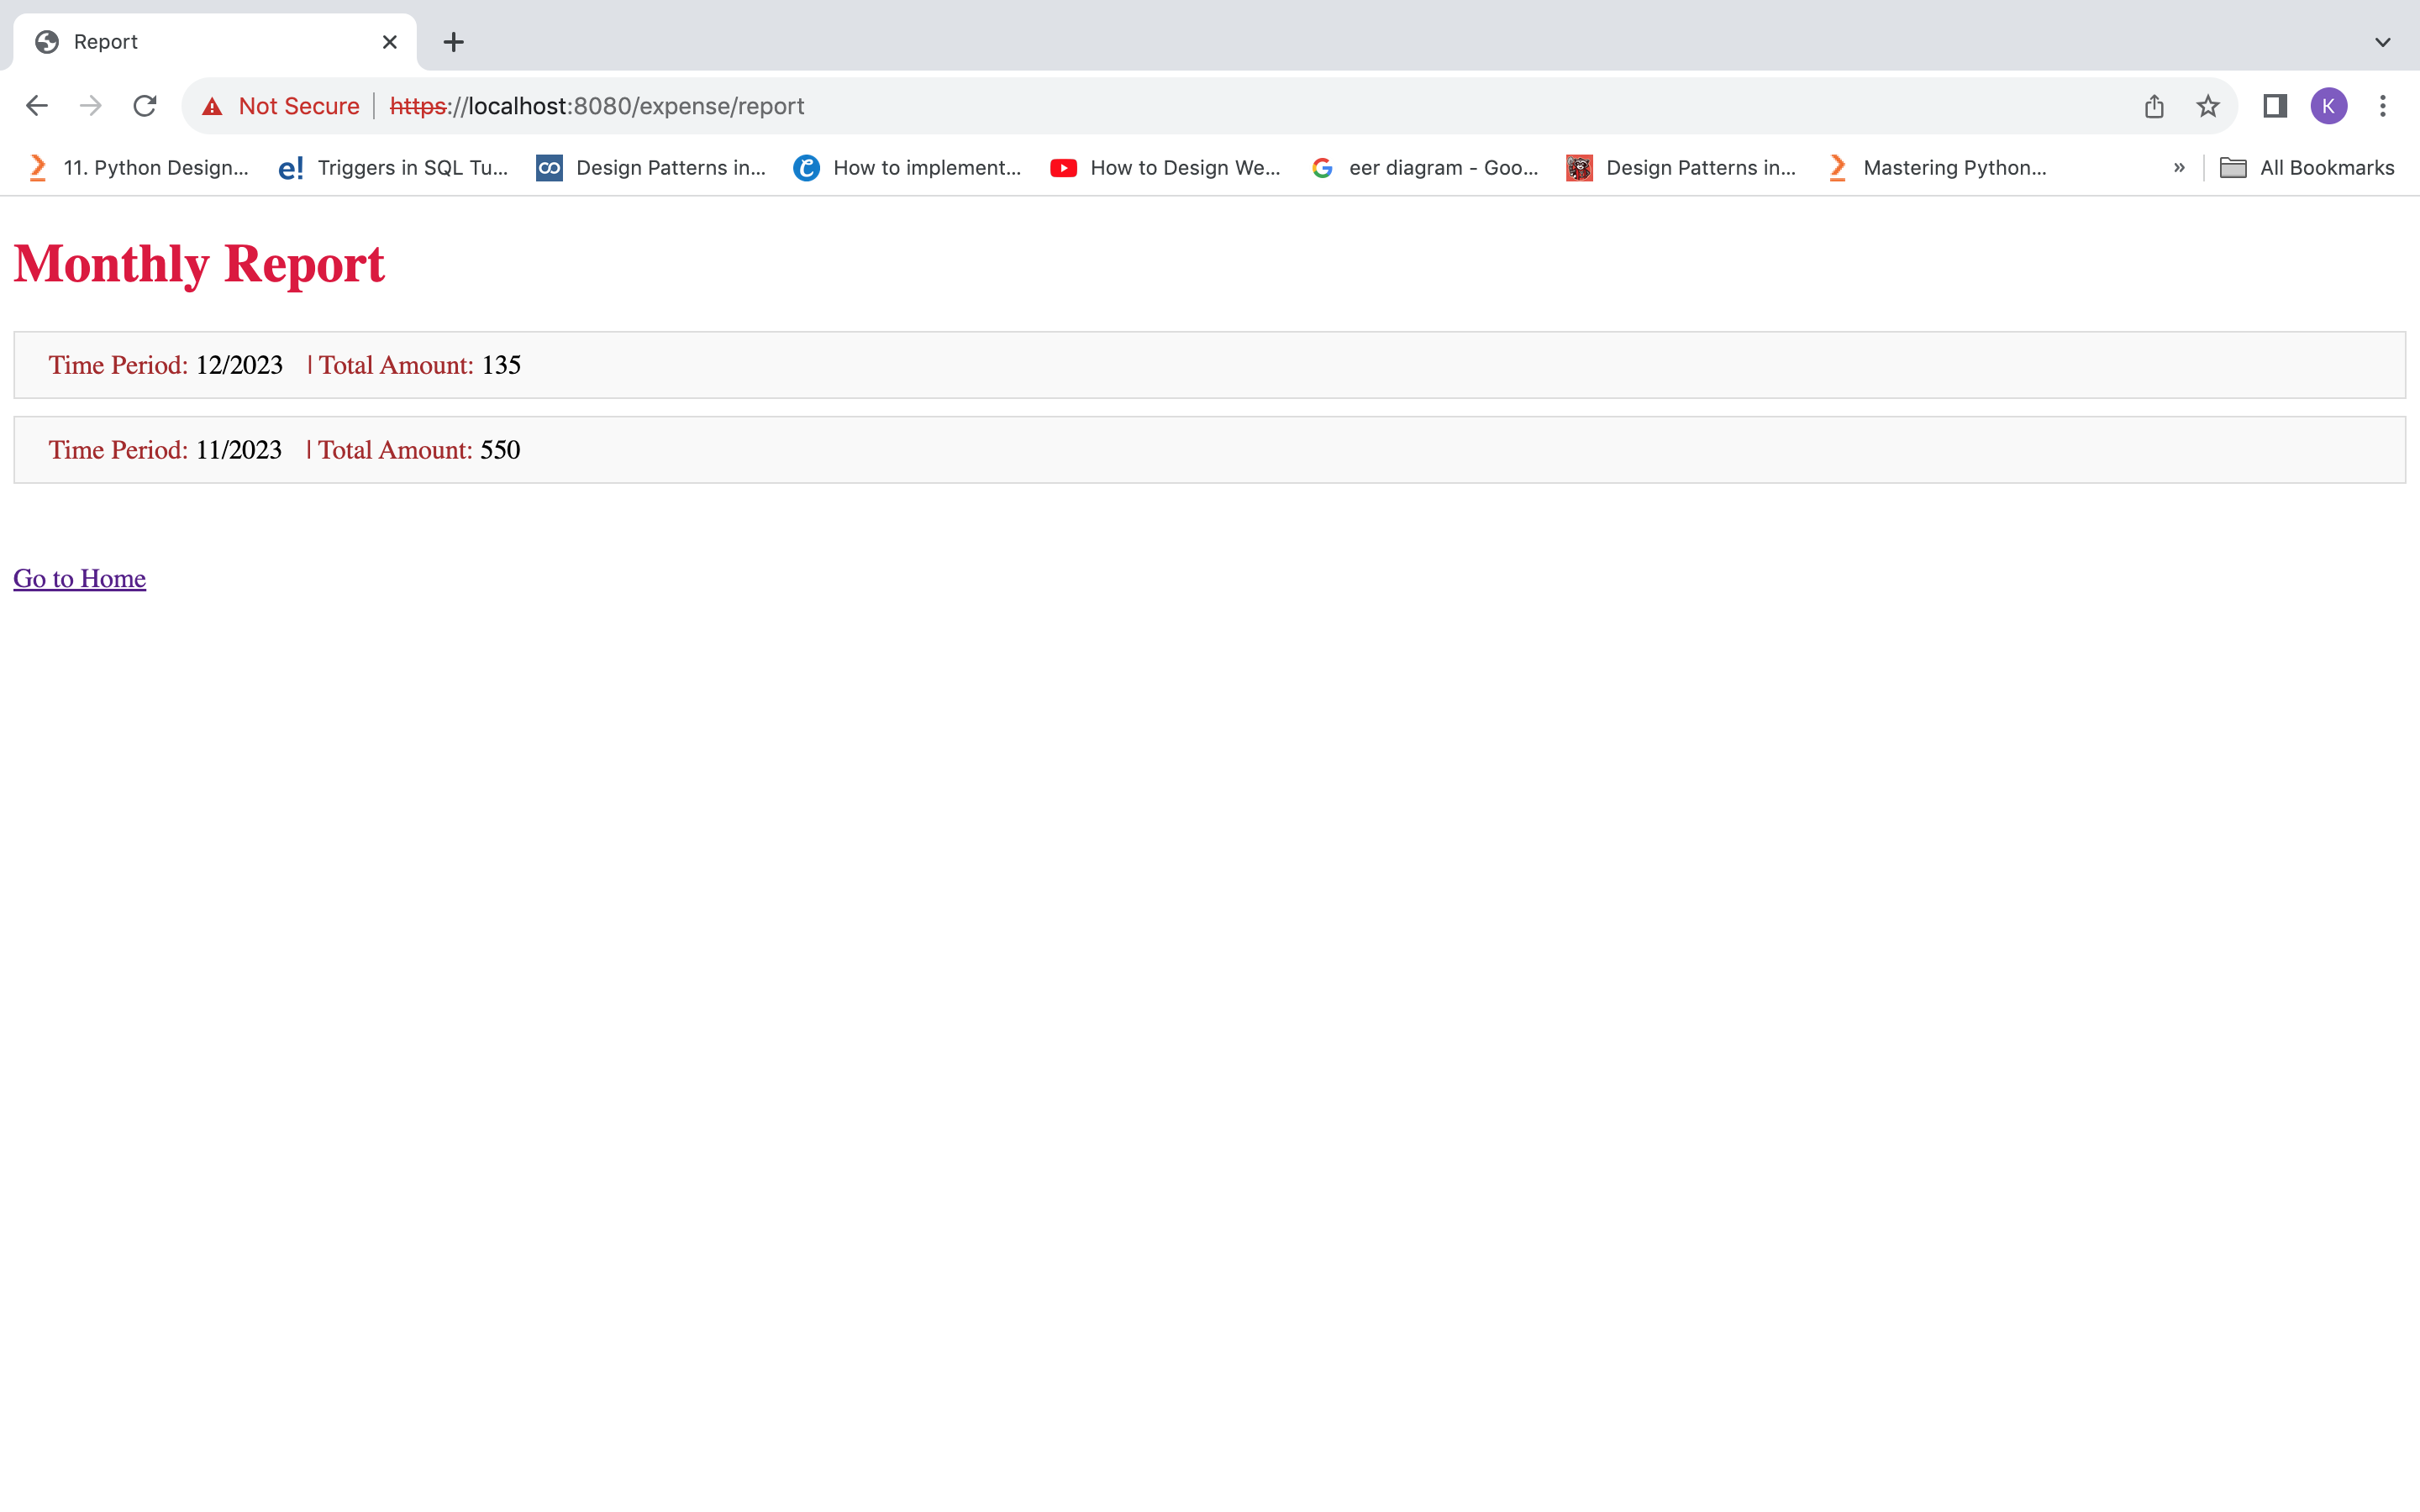 Report
Not Secure https://localhost:8080/expense/report K
11. Python Design... e! Triggers in SQL Tu... Design Patterns in... How to implement... How to Design We... eer diagram - Goo... Design Patterns in... Mastering Python... » All Bookmarks
Monthly Report
Time Period: 12/2023 | Total Amount: 135
Time Period: 11/2023 | Total Amount: 550
Go to Home